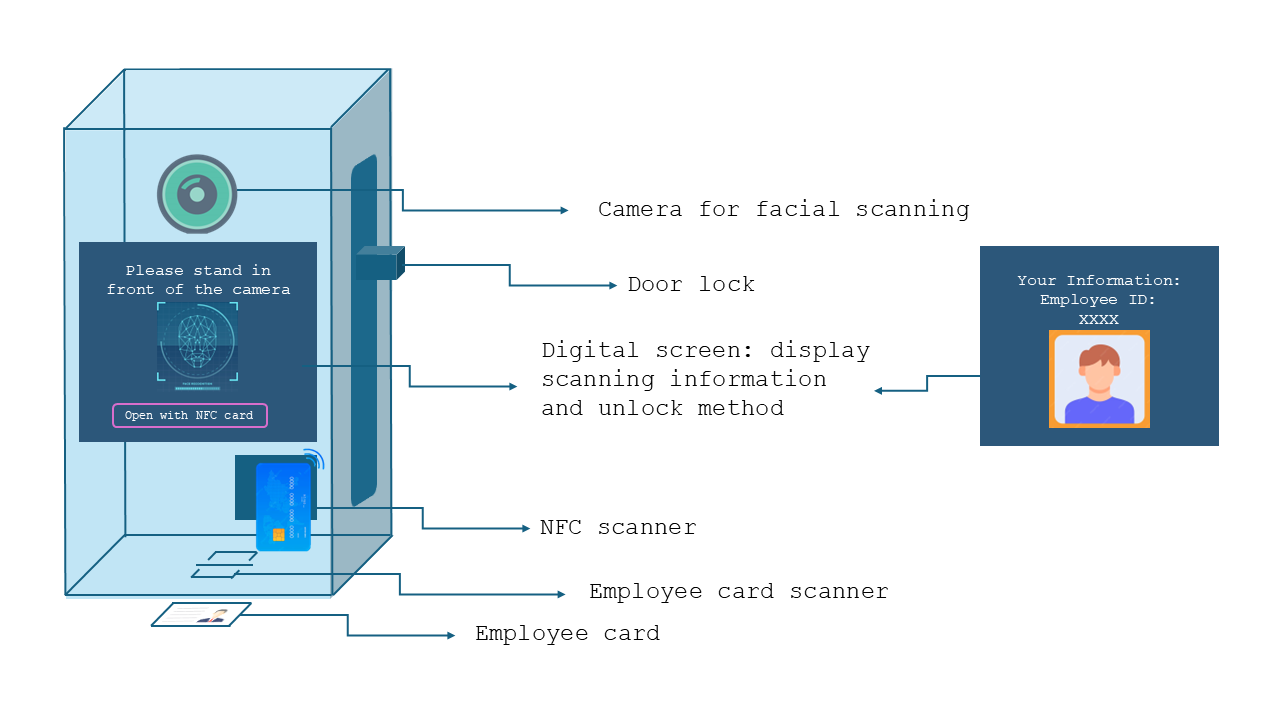 Camera for facial scanning
Please stand in
front of the camera
Open with NFC card
Door lock
Digital screen: display
scanning information
and unlock method
Your Information:
Employee ID:
XXXX
NFC scanner
Employee card scanner
Employee card